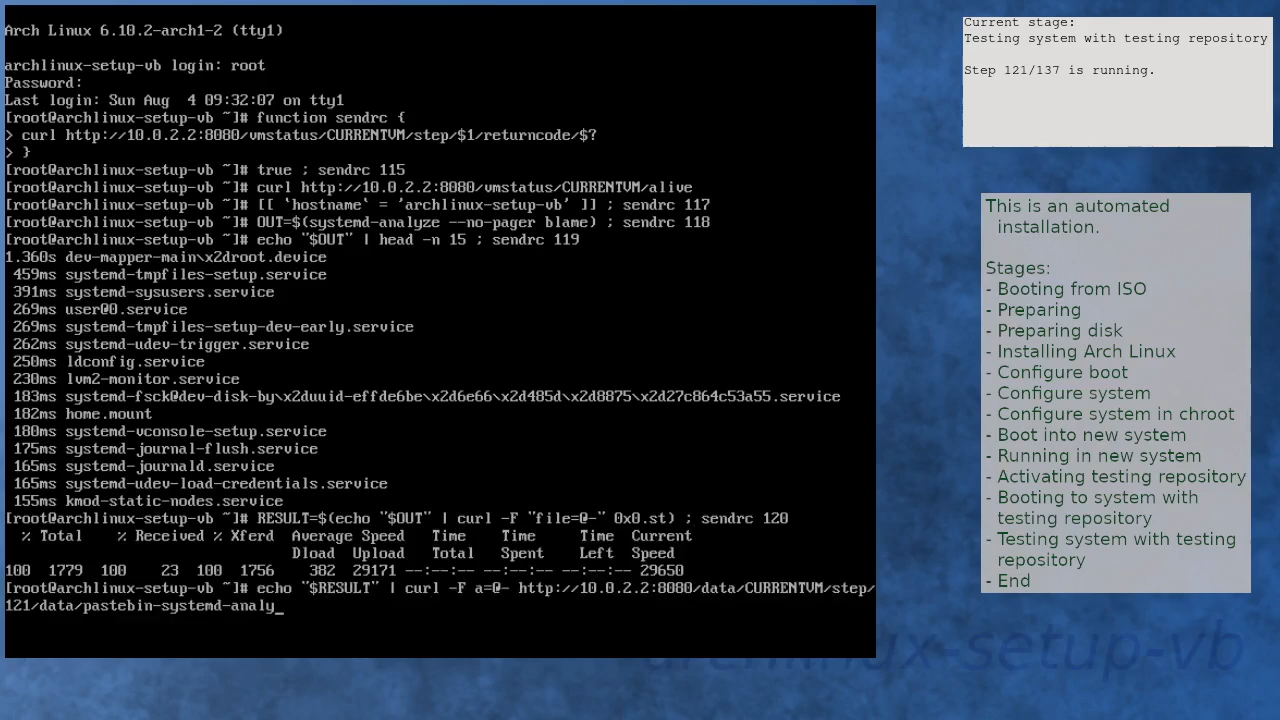 Arch Linux 6.10.2-arch1-2 (tty1)
archlinux-setup-vb login: root
Password:
Last login: Sun Aug  4 09:32:07 on tty1
[root@archlinux-setup-vb ~]# function sendrc {
> curl http://10.0.2.2:8080/vmstatus/CURRENTVM/step/$1/returncode/$?
> }
[root@archlinux-setup-vb ~]# true ; sendrc 115
[root@archlinux-setup-vb ~]# curl http://10.0.2.2:8080/vmstatus/CURRENTVM/alive
[root@archlinux-setup-vb ~]# [[ `hostname` = 'archlinux-setup-vb' ]] ; sendrc 117
[root@archlinux-setup-vb ~]# OUT=$(systemd-analyze --no-pager blame) ; sendrc 118
[root@archlinux-setup-vb ~]# echo "$OUT" | head -n 15 ; sendrc 119
1.360s dev-mapper-main\x2droot.device
 459ms systemd-tmpfiles-setup.service
 391ms systemd-sysusers.service
 269ms user@0.service
 269ms systemd-tmpfiles-setup-dev-early.service
 262ms systemd-udev-trigger.service
 250ms ldconfig.service
 230ms lvm2-monitor.service
 183ms systemd-fsck@dev-disk-by\x2duuid-effde6be\x2d6e66\x2d485d\x2d8875\x2d27c864c53a55.service
 182ms home.mount
 180ms systemd-vconsole-setup.service
 175ms systemd-journal-flush.service
 165ms systemd-journald.service
 165ms systemd-udev-load-credentials.service
 155ms kmod-static-nodes.service
[root@archlinux-setup-vb ~]# RESULT=$(echo "$OUT" | curl -F "file=@-" 0x0.st) ; sendrc 120
  % Total    % Received % Xferd  Average Speed   Time    Time     Time  Current
                                 Dload  Upload   Total   Spent    Left  Speed
100  1779  100    23  100  1756    382  29171 --:--:-- --:--:-- --:--:-- 29650
[root@archlinux-setup-vb ~]# echo "$RESULT" | curl -F a=@- http://10.0.2.2:8080/data/CURRENTVM/step/
121/data/pastebin-systemd-analy_
Current stage:
Testing system with testing repository
Step 121/137 is running.
This is an automated
installation.
Stages:
- Booting from ISO
- Preparing
- Preparing disk
- Installing Arch Linux
- Configure boot
- Configure system
- Configure system in chroot
- Boot into new system
- Running in new system
- Activating testing repository
- Booting to system with
testing repository
- Testing system with testing
repository
- End
archlinux-setup-vb